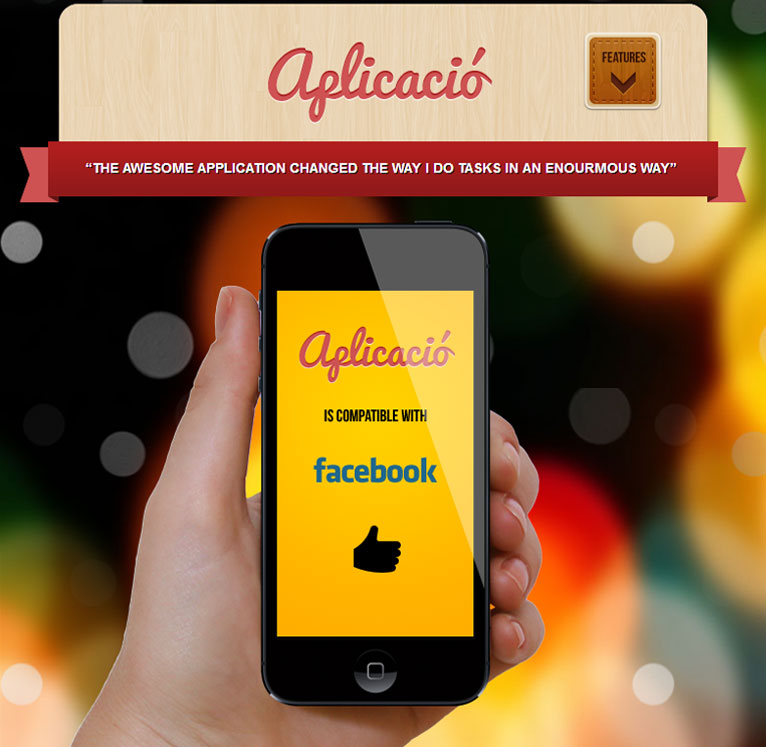 Aplicació
FEATURES
“THE AWESOME APPLICATION CHANGED THE WAY I DO TASKS IN AN ENOURMOUS WAY”
Aplicació
IS COMPATIBLE WITH
facebook